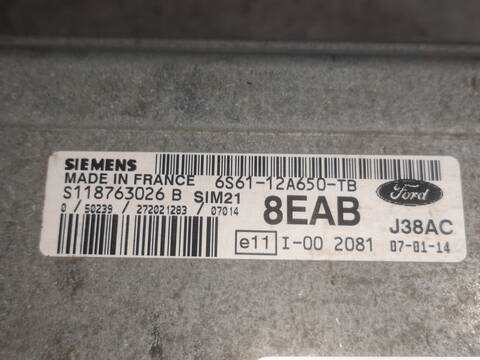 SIEMENS
MADE IN FRANCE 6S61-12A650-TB
S118763026 B SIM21
0 / 50239 / 272021283 / 07014
8EAB
Ford
J38AC
e11 I-00 2081 07-01-14